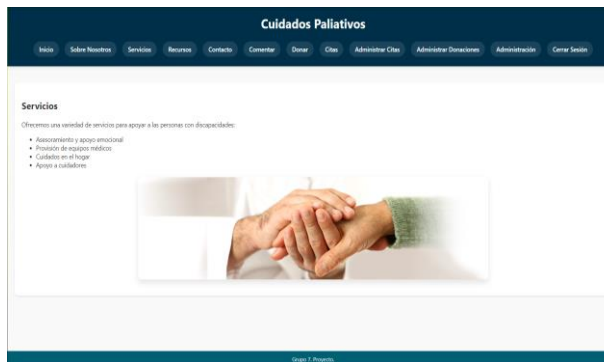 Cuidados Paliativos
Inicio Sobre Nosotros Servicios Recursos Contacto Comentar Donar Citas Administrar Citas Administrar Donaciones Administración Cerrar Sesión
Servicios
Ofrecemos una variedad de servicios para apoyar a las personas con discapacidades:
Asesoramiento y apoyo emocional
Provisión de equipos médicos
Cuidados en el hogar
Apoyo a cuidadores
Grupo 7. Proyecto.